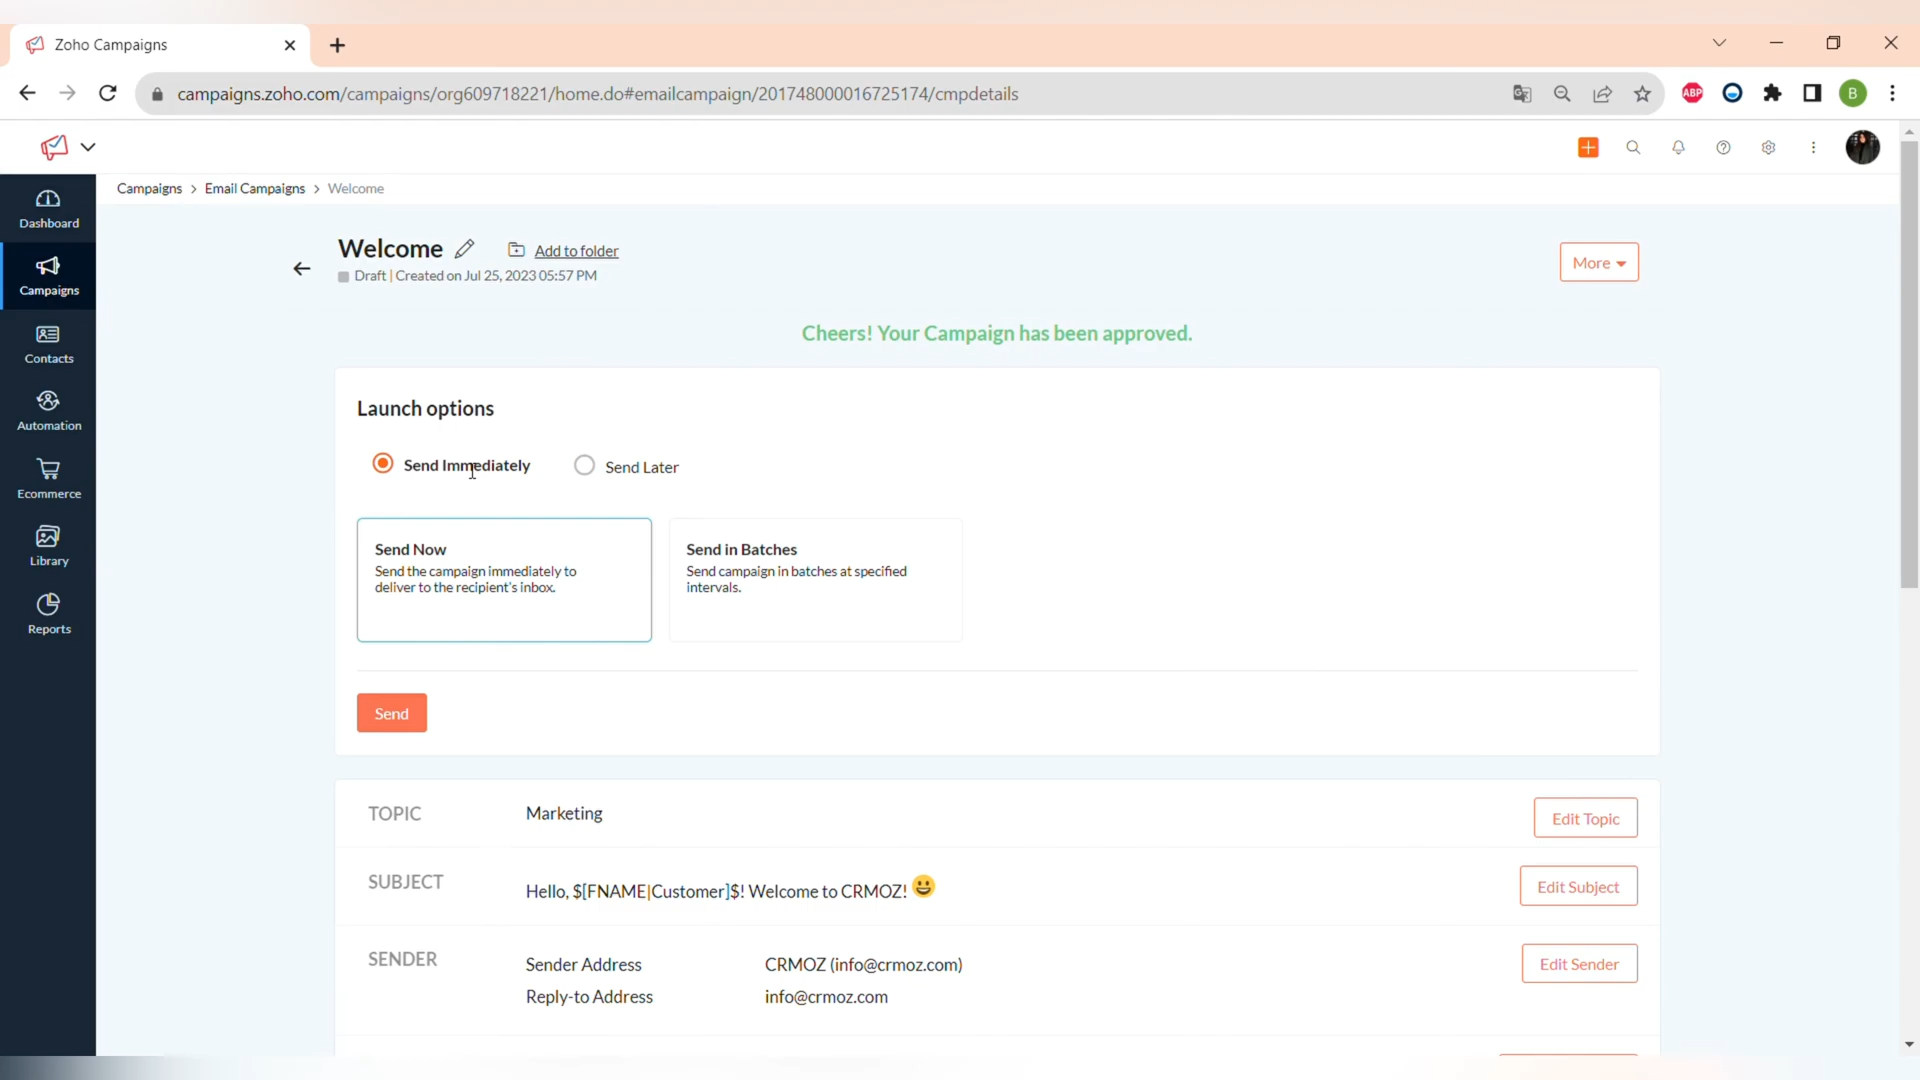 Zoho Campaigns
campaigns.zoho.com/campaigns/org609718221/home.do#emailcampaign/201748000016725174/cmpdetails
ABP
B
Campaigns > Email Campaigns > Welcome
Dashboard
Campaigns
Contacts
Automation
Ecommerce
Library
Reports
Welcome
Add to folder
Draft | Created on Jul 25, 2023 05:57 PM
More
Cheers! Your Campaign has been approved.
Launch options
Send Immediately
Send Later
Send Now
Send the campaign immediately to
deliver to the recipient's inbox.
Send in Batches
Send campaign in batches at specified
intervals.
Send
TOPIC
Marketing
Edit Topic
SUBJECT
Hello, $[FNAME|Customer]$! Welcome to CRMOZ! 😀
Edit Subject
SENDER
Sender Address
CRMOZ (info@crmoz.com)
Edit Sender
Reply-to Address
info@crmoz.com